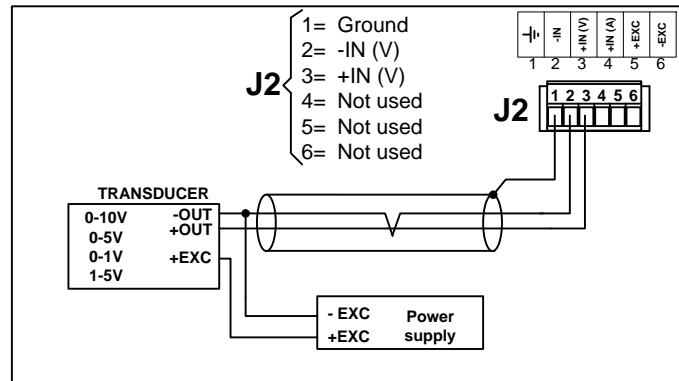 J2
1= Ground
2= -IN (V)
3= +IN (V)
4= Not used
5= Not used
6= Not used
-IN
+IN (V)
+IN (A)
+EXC
-EXC
1 2 3 4 5 6
J2
1 2 3 4 5 6
TRANSDUCER
0-10V -OUT
0-5V +OUT
0-1V +EXC
1-5V
- EXC Power
+EXC supply